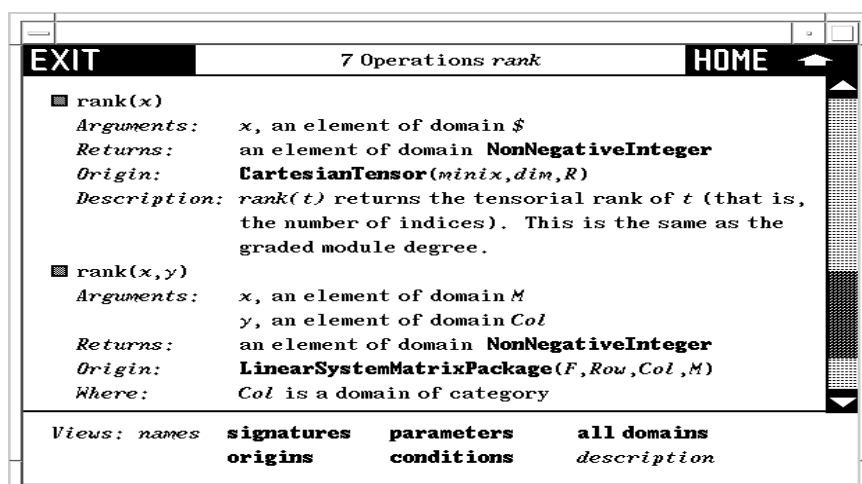 EXIT 7 Operations rank HOME
rank(x)
Arguments: x, an element of domain $
Returns: an element of domain NonNegativeInteger
Origin: CartesianTensor(minix,dim,R)
Description: rank(t) returns the tensorial rank of t (that is,
the number of indices). This is the same as the
graded module degree.
rank(x,y)
Arguments: x, an element of domain M
y, an element of domain Col
Returns: an element of domain NonNegativeInteger
Origin: LinearSystemMatrixPackage(F,Row,Col,M)
Where: Col is a domain of category
Views: names signatures parameters all domains
origins conditions description